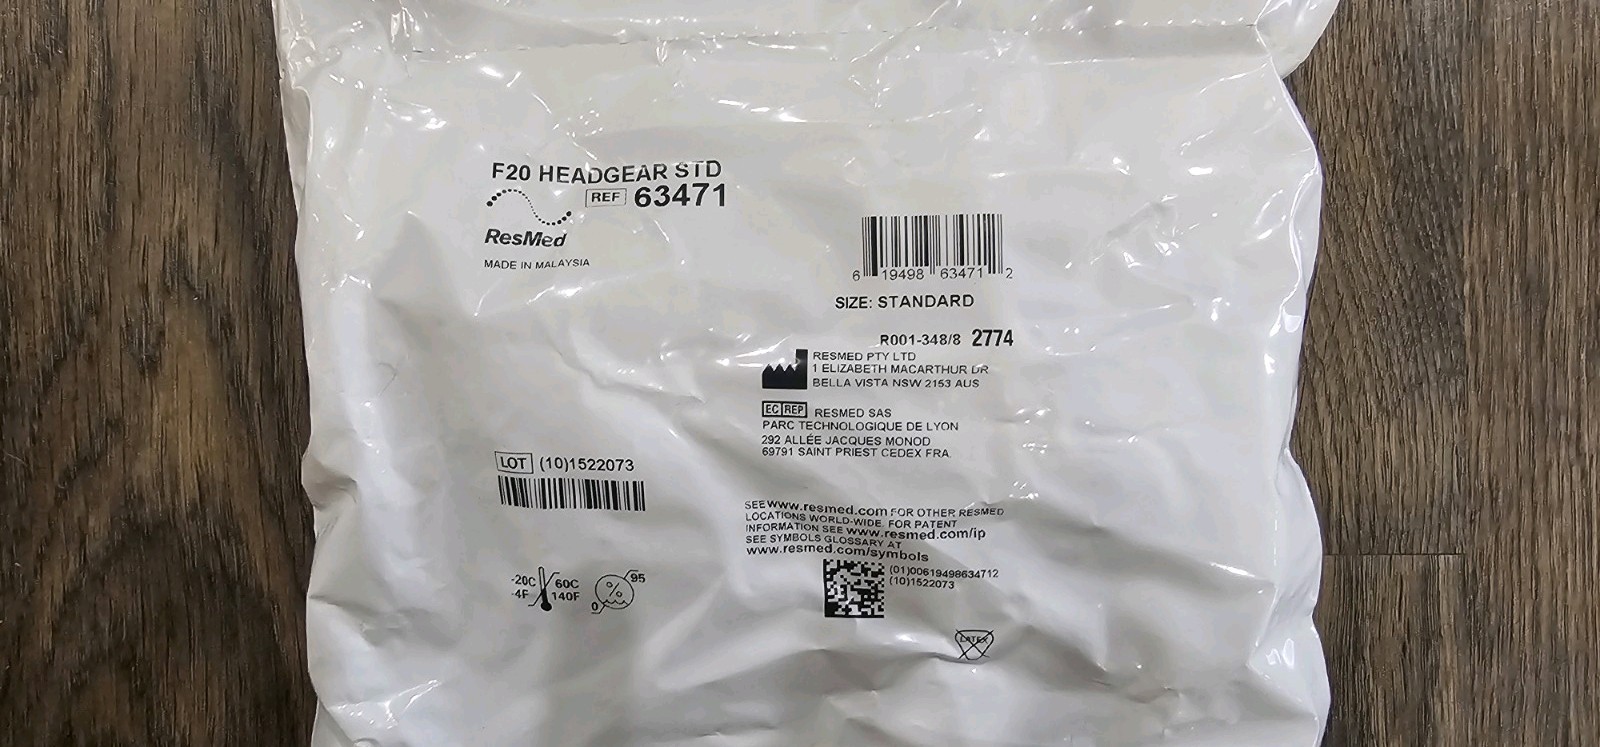 F20 HEADGEAR STD
REF 63471
ResMed
MADE IN MALAYSIA
6 19498 63471 2
SIZE: STANDARD
R001-348/8 2774
RESMED PTY LTD
1 ELIZABETH MACARTHUR DR
BELLA VISTA NSW 2153 AUS
EC REP RESMED SAS
PARC TECHNOLOGIQUE DE LYON
292 ALLÉE JACQUES MONOD
69791 SAINT PRIEST CEDEX FRA
LOT (10)1522073
SEE www.resmed.com FOR OTHER RESMED
LOCATIONS WORLD-WIDE. FOR PATENT
INFORMATION SEE www.resmed.com/ip
SEE SYMBOLS GLOSSARY AT
www.resmed.com/symbols
(01)00619498634712
(10)1522073
-20C 60C
-4F 140F
% 95
0
LATEX